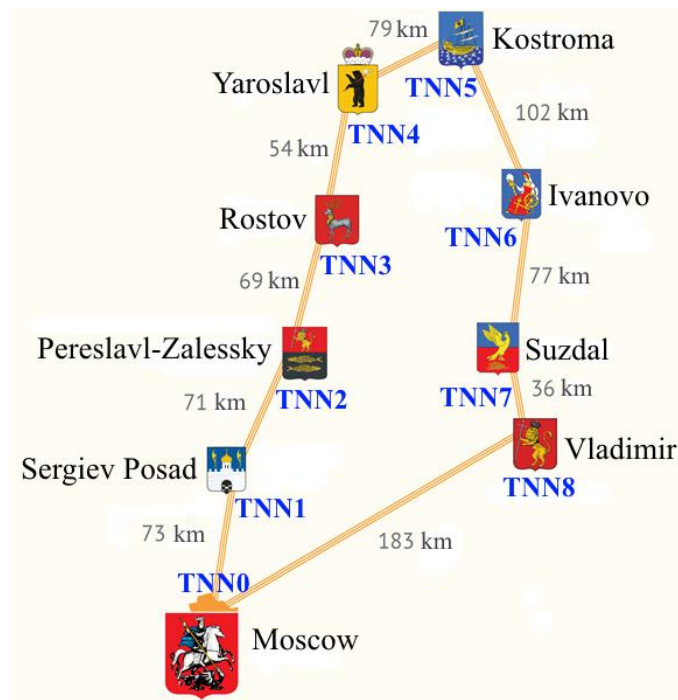 79 km
Kostroma
Yaroslavl
TNN5
TNN4
102 km
54 km
Ivanovo
Rostov
TNN6
TNN3
69 km
77 km
Pereslavl-Zalessky
Suzdal
TNN2
TNN7
36 km
71 km
Vladimir
Sergiev Posad
TNN8
TNN1
73 km
183 km
TNN0
Moscow